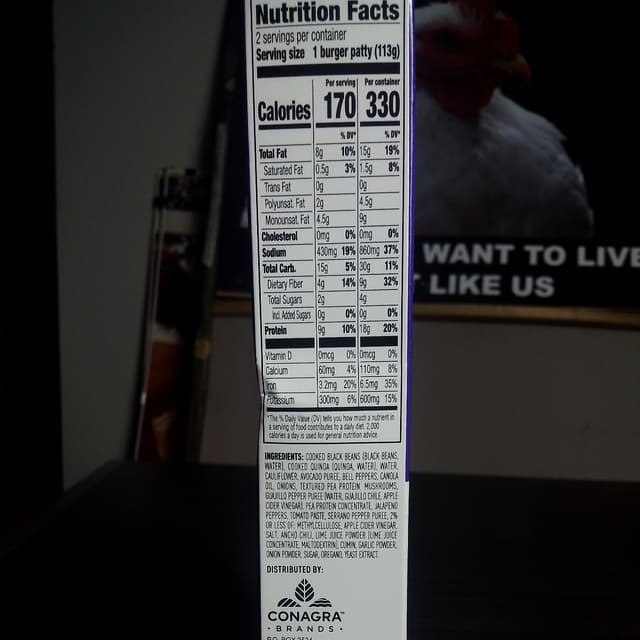 Nutrition Facts
2 servings per container
Serving size 1 burger patty (113g)
Per serving Per container
Calories 170 330
% DV* % DV*
Total Fat 8g 10% 15g 19%
Saturated Fat 0.5g 3% 1.5g 8%
Trans Fat 0g 0g
Polyunsat. Fat 2g 4.5g
Monounsat. Fat 4.5g 9g
Cholesterol 0mg 0% 0mg 0%
Sodium 430mg 19% 860mg 37%
Total Carb. 15g 5% 30g 11%
Dietary Fiber 4g 14% 9g 32%
Total Sugars 2g 4g
Incl. Added Sugars 0g 0% 0g 0%
Protein 9g 10% 18g 20%
Vitamin D 0mcg 0% 0mcg 0%
Calcium 60mg 4% 110mg 8%
Iron 3.2mg 20% 6.5mg 35%
Potassium 300mg 6% 600mg 15%
*The % Daily Value (DV) tells you how much a nutrient in
a serving of food contributes to a daily diet. 2,000
calories a day is used for general nutrition advice.
INGREDIENTS: COOKED BLACK BEANS (BLACK BEANS,
WATER), COOKED QUINOA (QUINOA, WATER), WATER,
CAULIFLOWER, AVOCADO PUREE, BELL PEPPERS, CANOLA
OIL, ONIONS, TEXTURED PEA PROTEIN, MUSHROOMS,
GUAJILLO PEPPER PUREE (WATER, GUAJILLO CHILE, APPLE
CIDER VINEGAR), PEA PROTEIN CONCENTRATE, JALAPENO
PEPPERS, TOMATO PASTE, SERRANO PEPPER PUREE, 2%
OR LESS OF: METHYLCELLULOSE, APPLE CIDER VINEGAR,
SALT, ANCHO CHILI, LIME JUICE POWDER (LIME JUICE
CONCENTRATE, MALTODEXTRIN), CUMIN, GARLIC POWDER,
ONION POWDER, SUGAR, OREGANO, YEAST EXTRACT
DISTRIBUTED BY:
CONAGRA™
• BRANDS •
WANT TO LIVE
LIKE US